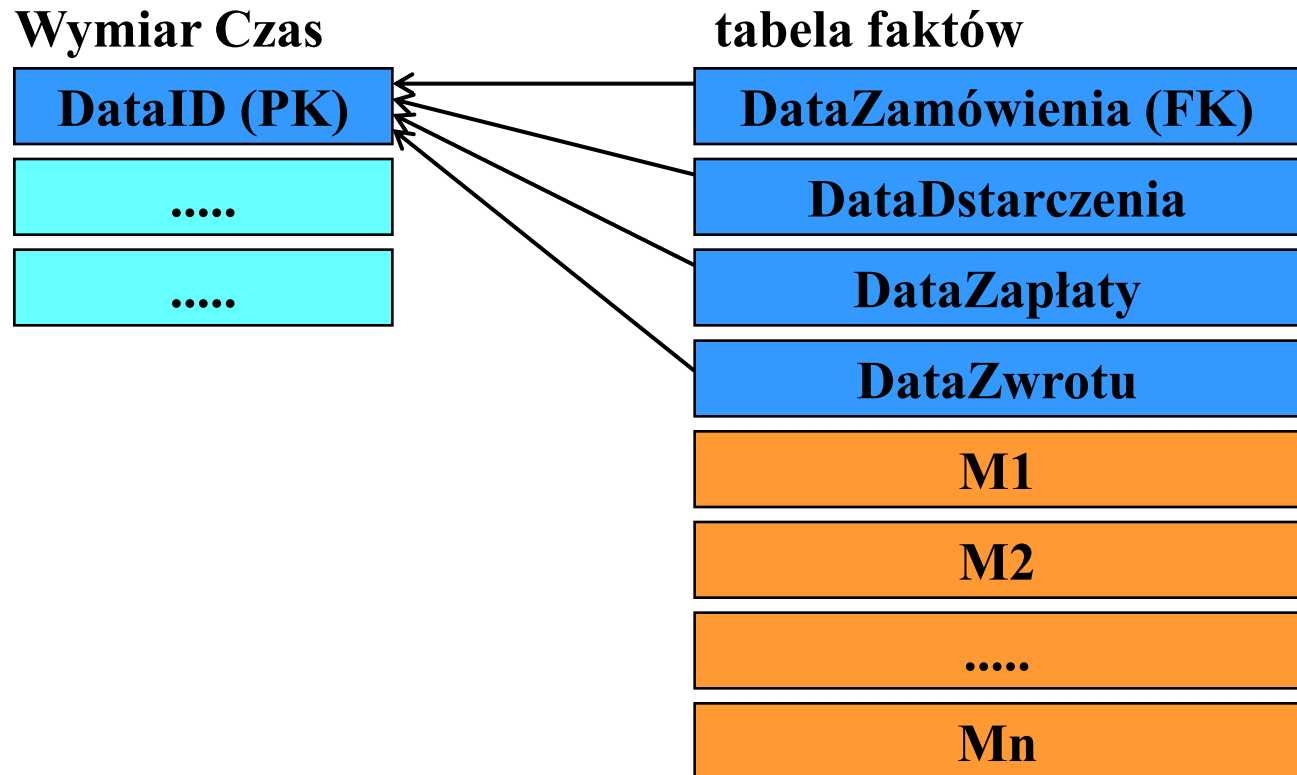 Wymiar Czas
DataID (PK)
.....
.....
tabela faktów
DataZamówienia (FK)
DataDstarczenia
DataZapłaty
DataZwrotu
M1
M2
.....
Mn